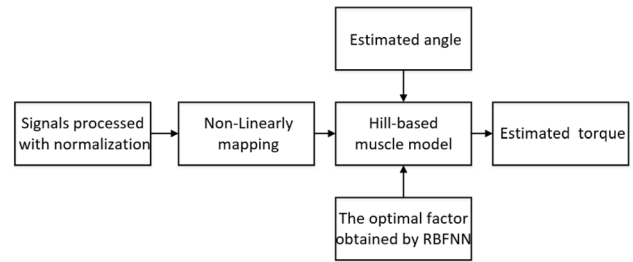 Estimated angle
Signals processed
with normalization
Non-Linearly
mapping
Hill-based
muscle model
Estimated torque
The optimal factor
obtained by RBFNN